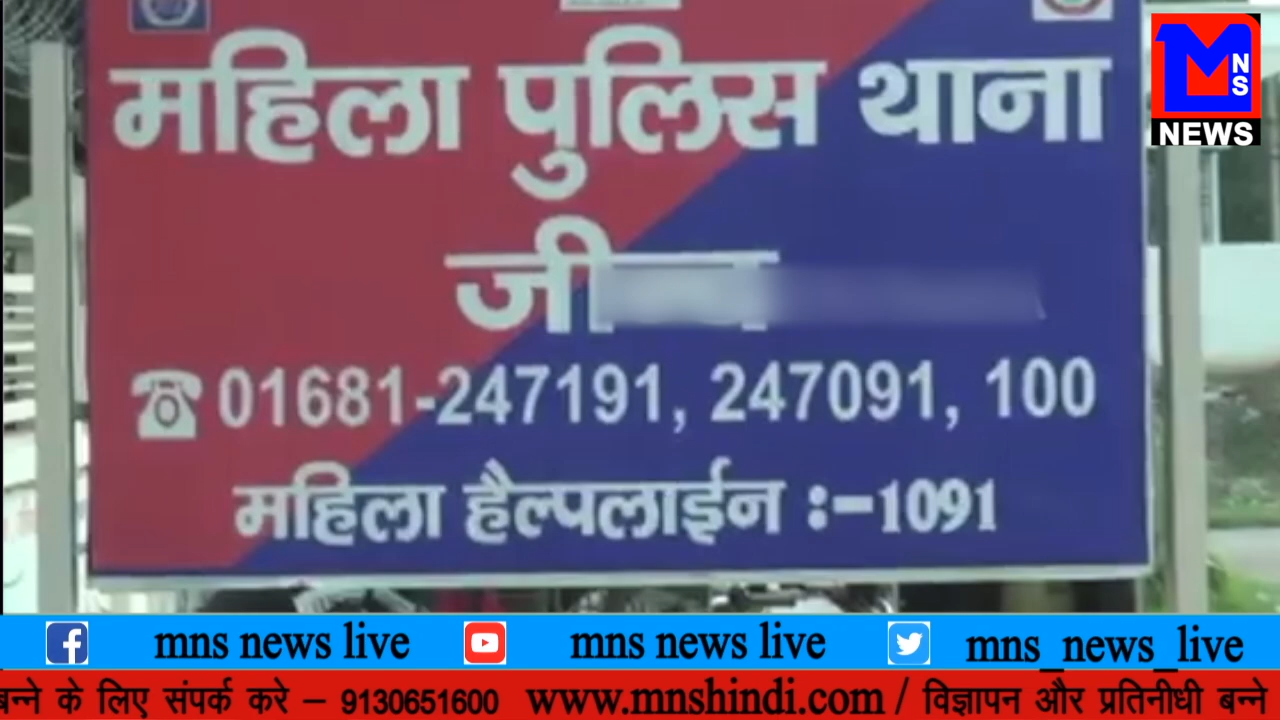 महिला पुलिस थाना
01681-247191, 247091, 100
महिला हैल्पलाईन :-1091
M NS
NEWS
mns news live
mns news live
mns_news_live
बन्ने के लिए संपर्क करे – 9130651600 www.mnshindi.com / विज्ञापन और प्रतिनीधी बन्ने